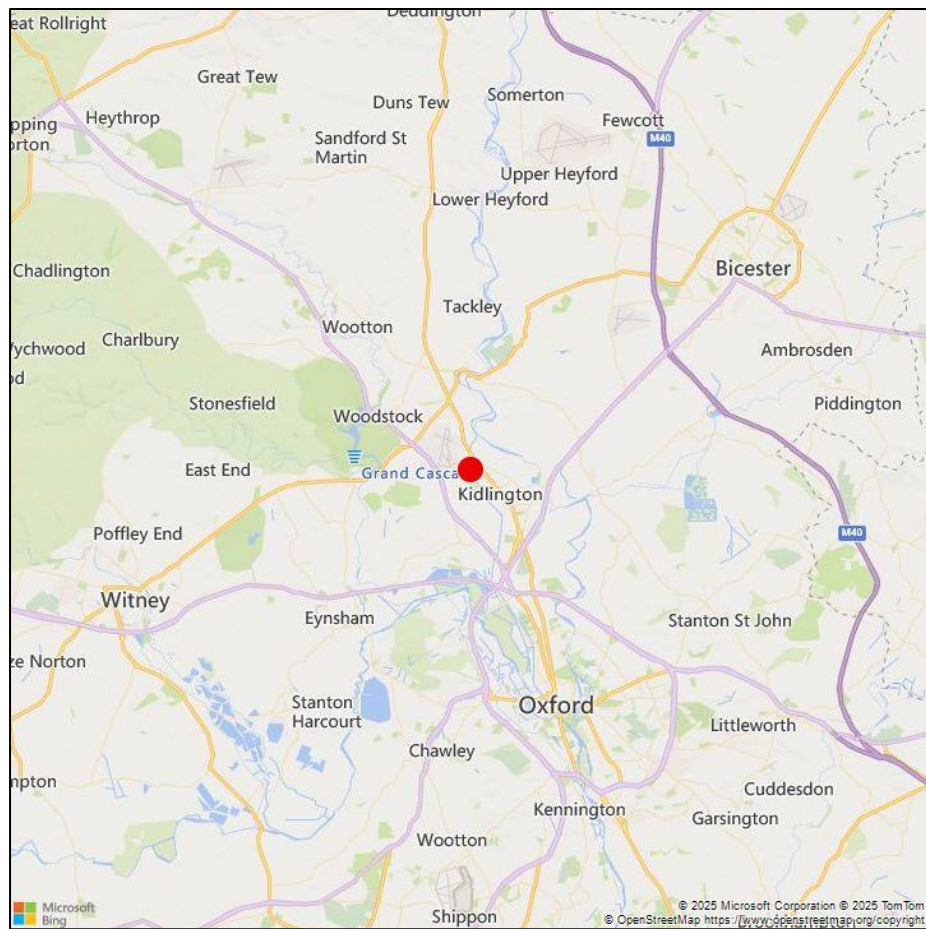 Deddington
eat Rollright
Great Tew
Duns Tew
Somerton
Heythrop
Fewcott
pping
orton
Sandford St
Martin
M40
Upper Heyford
Lower Heyford
Chadlington
Bicester
Tackley
Wootton
Charlbury
ychwood
Ambrosden
od
Stonesfield
Woodstock
Piddington
East End
Grand Casca
Kidlington
Poffley End
M40
Witney
Eynsham
Stanton St John
ze Norton
Stanton
Harcourt
Oxford
Littleworth
Chawley
mpton
Cuddesdon
Kennington
Garsington
Wootton
Shippon
Microsoft
Bing
© 2025 Microsoft Corporation © 2025 TomTom
© OpenStreetMap https://www.openstreetmap.org/copyright